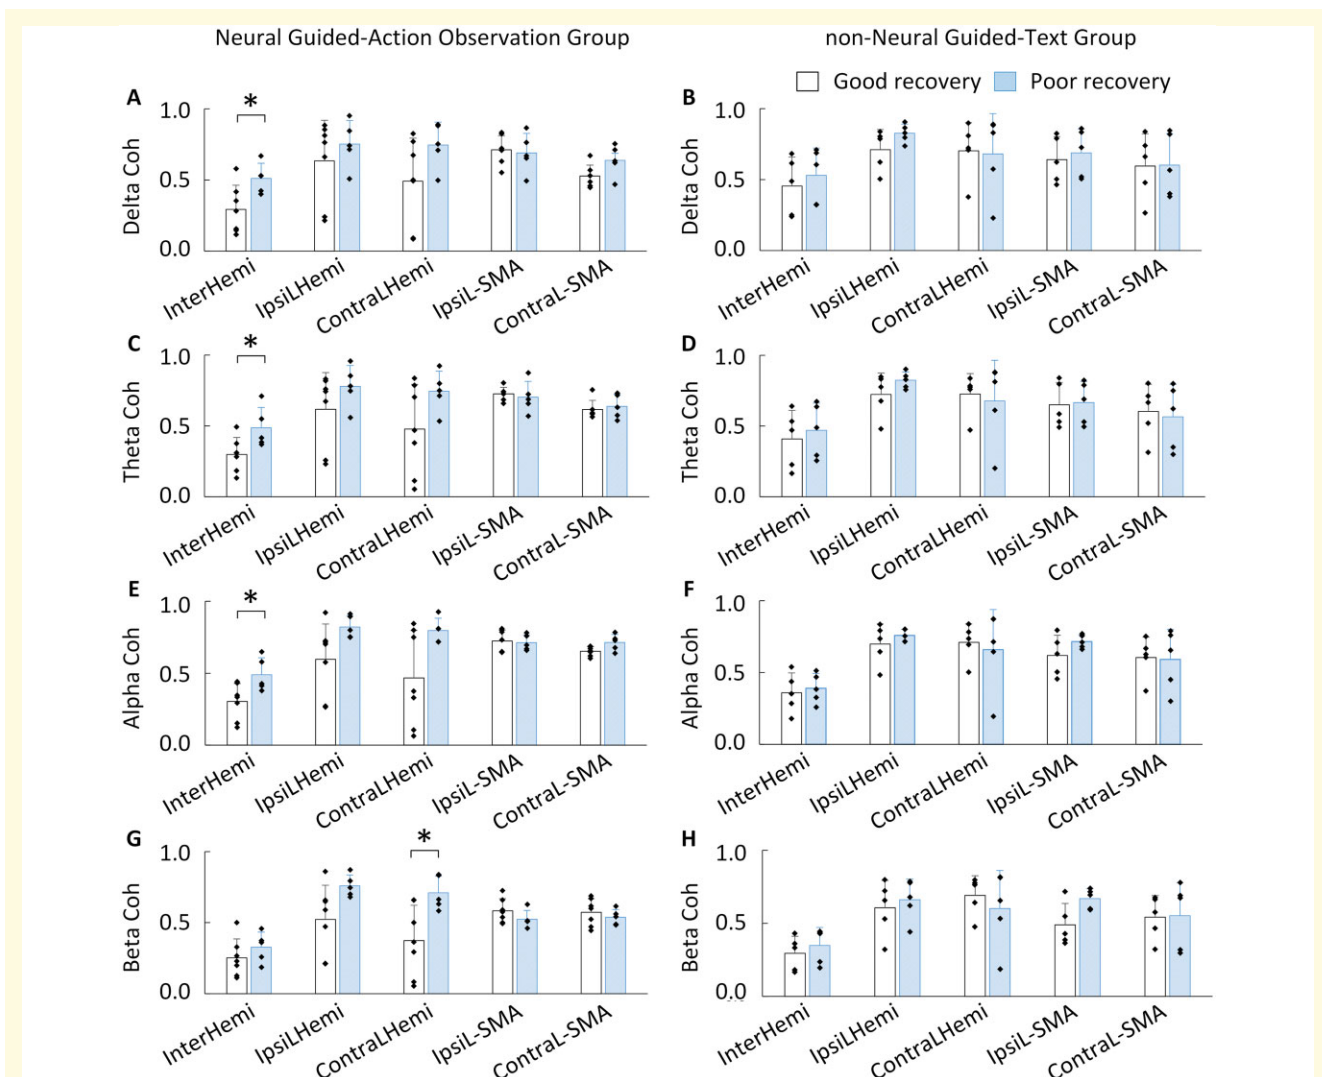 Neural Guided-Action Observation Group
non-Neural Guided-Text Group
Good recovery
Poor recovery
A
*
Delta Coh
1.0
0.5
0.0
InterHemi
IpsiLHemi
ContraLHemi
IpsiL-SMA
ContraL-SMA
B
Delta Coh
1.0
0.5
0.0
InterHemi
IpsiLHemi
ContraLHemi
IpsiL-SMA
ContraL-SMA
C
*
Theta Coh
1.0
0.5
0.0
InterHemi
IpsiLHemi
ContraLHemi
IpsiL-SMA
ContraL-SMA
D
Theta Coh
1.0
0.5
0.0
InterHemi
IpsiLHemi
ContraLHemi
IpsiL-SMA
ContraL-SMA
E
*
Alpha Coh
1.0
0.5
0.0
InterHemi
IpsiLHemi
ContraLHemi
IpsiL-SMA
ContraL-SMA
F
Alpha Coh
1.0
0.5
0.0
InterHemi
IpsiLHemi
ContraLHemi
IpsiL-SMA
ContraL-SMA
G
*
Beta Coh
1.0
0.5
0.0
InterHemi
IpsiLHemi
ContraLHemi
IpsiL-SMA
ContraL-SMA
H
Beta Coh
1.0
0.5
0.0
InterHemi
IpsiLHemi
ContraLHemi
IpsiL-SMA
ContraL-SMA